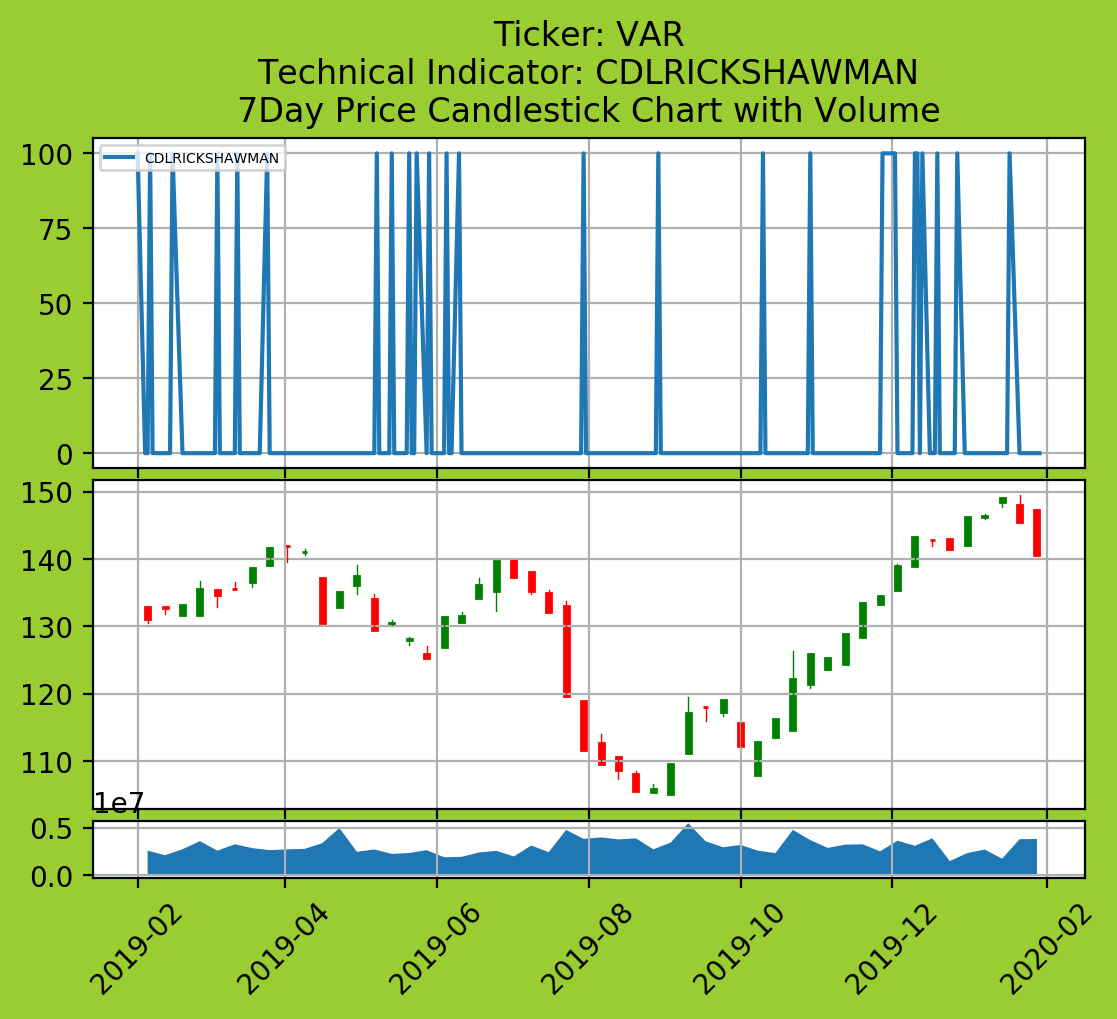 Ticker: VAR
Technical Indicator: CDLRICKSHAWMAN
7Day Price Candlestick Chart with Volume
CDLRICKSHAWMAN
100
75
50
25
0
150
140
130
120
110
1e7
0.5
0.0
2019-02 2019-04 2019-06 2019-08 2019-10 2019-12 2020-02